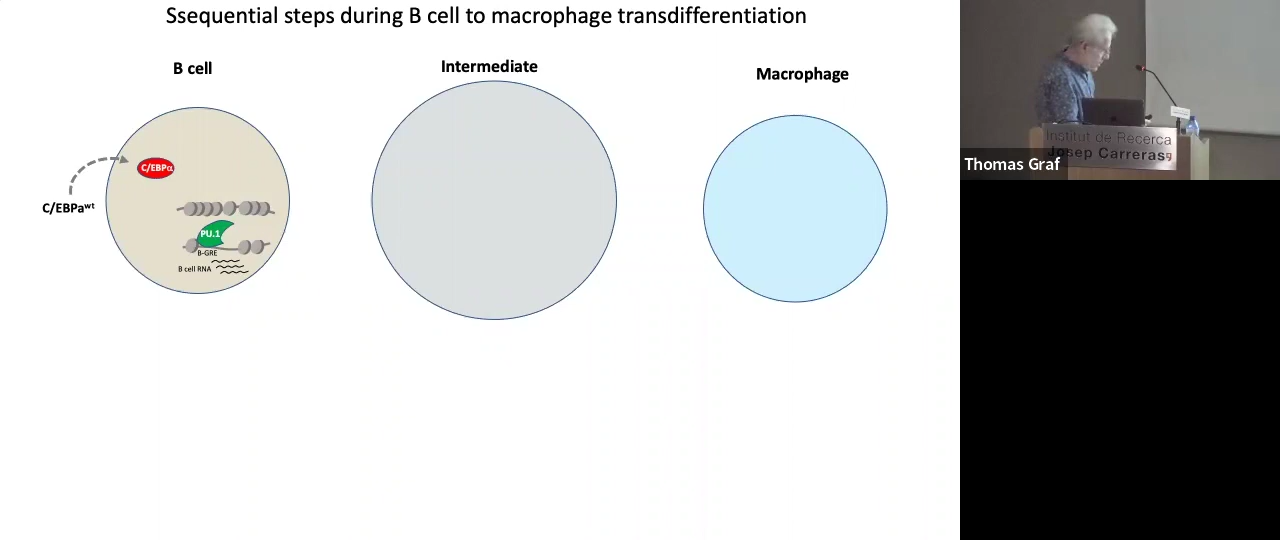 Ssequential steps during B cell to macrophage transdifferentiation
B cell
Intermediate
Macrophage
C/EBPα
C/EBPaʷᵗ
PU.1
B-GRE
B cell RNA
Institut de Recerca
Josep Carreras
Thomas Graf